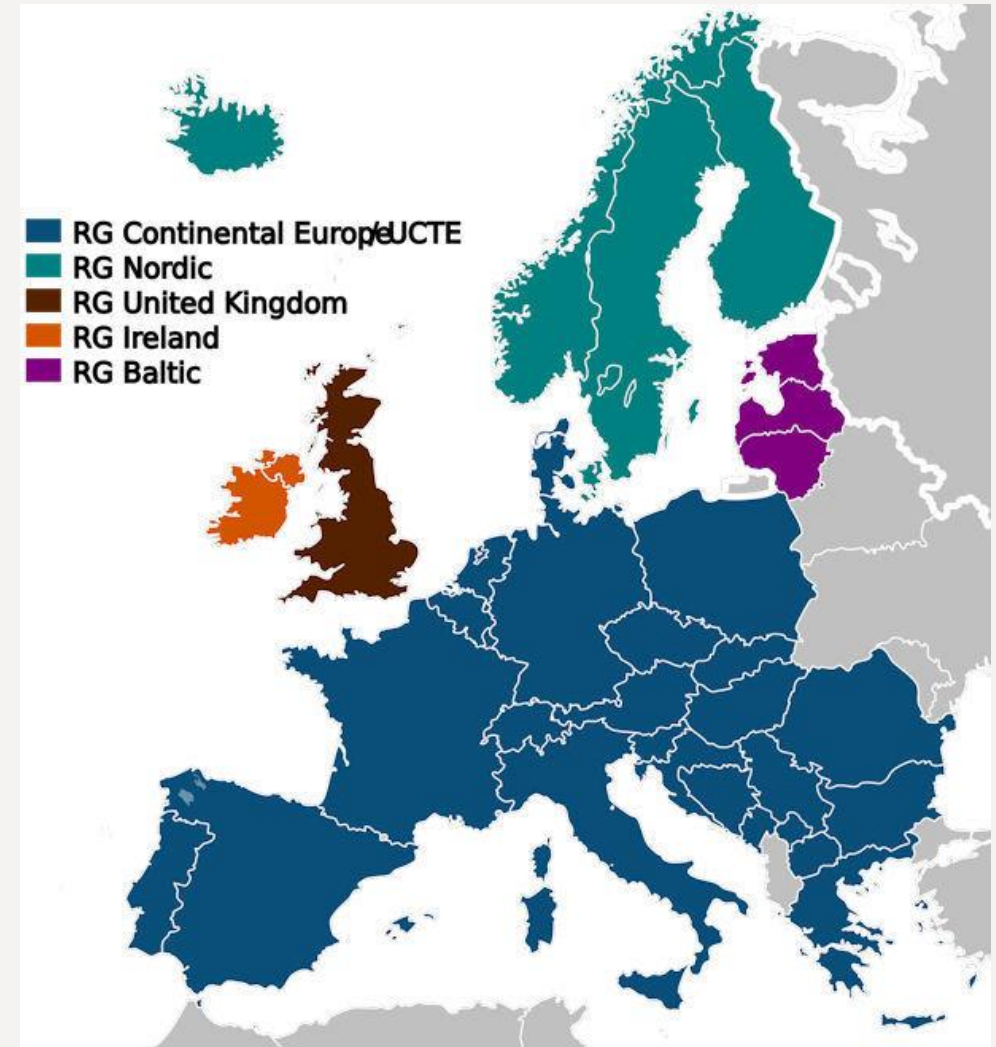 RG Continental Europe/UCTE
RG Nordic
RG United Kingdom
RG Ireland
RG Baltic